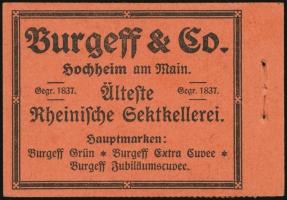 Burgeff & Co.
Hochheim am Main.
Gegr. 1837. Älteste Gegr. 1837.
Rheinische Sektkellerei.
Hauptmarken:
Burgeff Grün * Burgeff Extra Cuvee *
Burgeff Jubiläumscuvee.